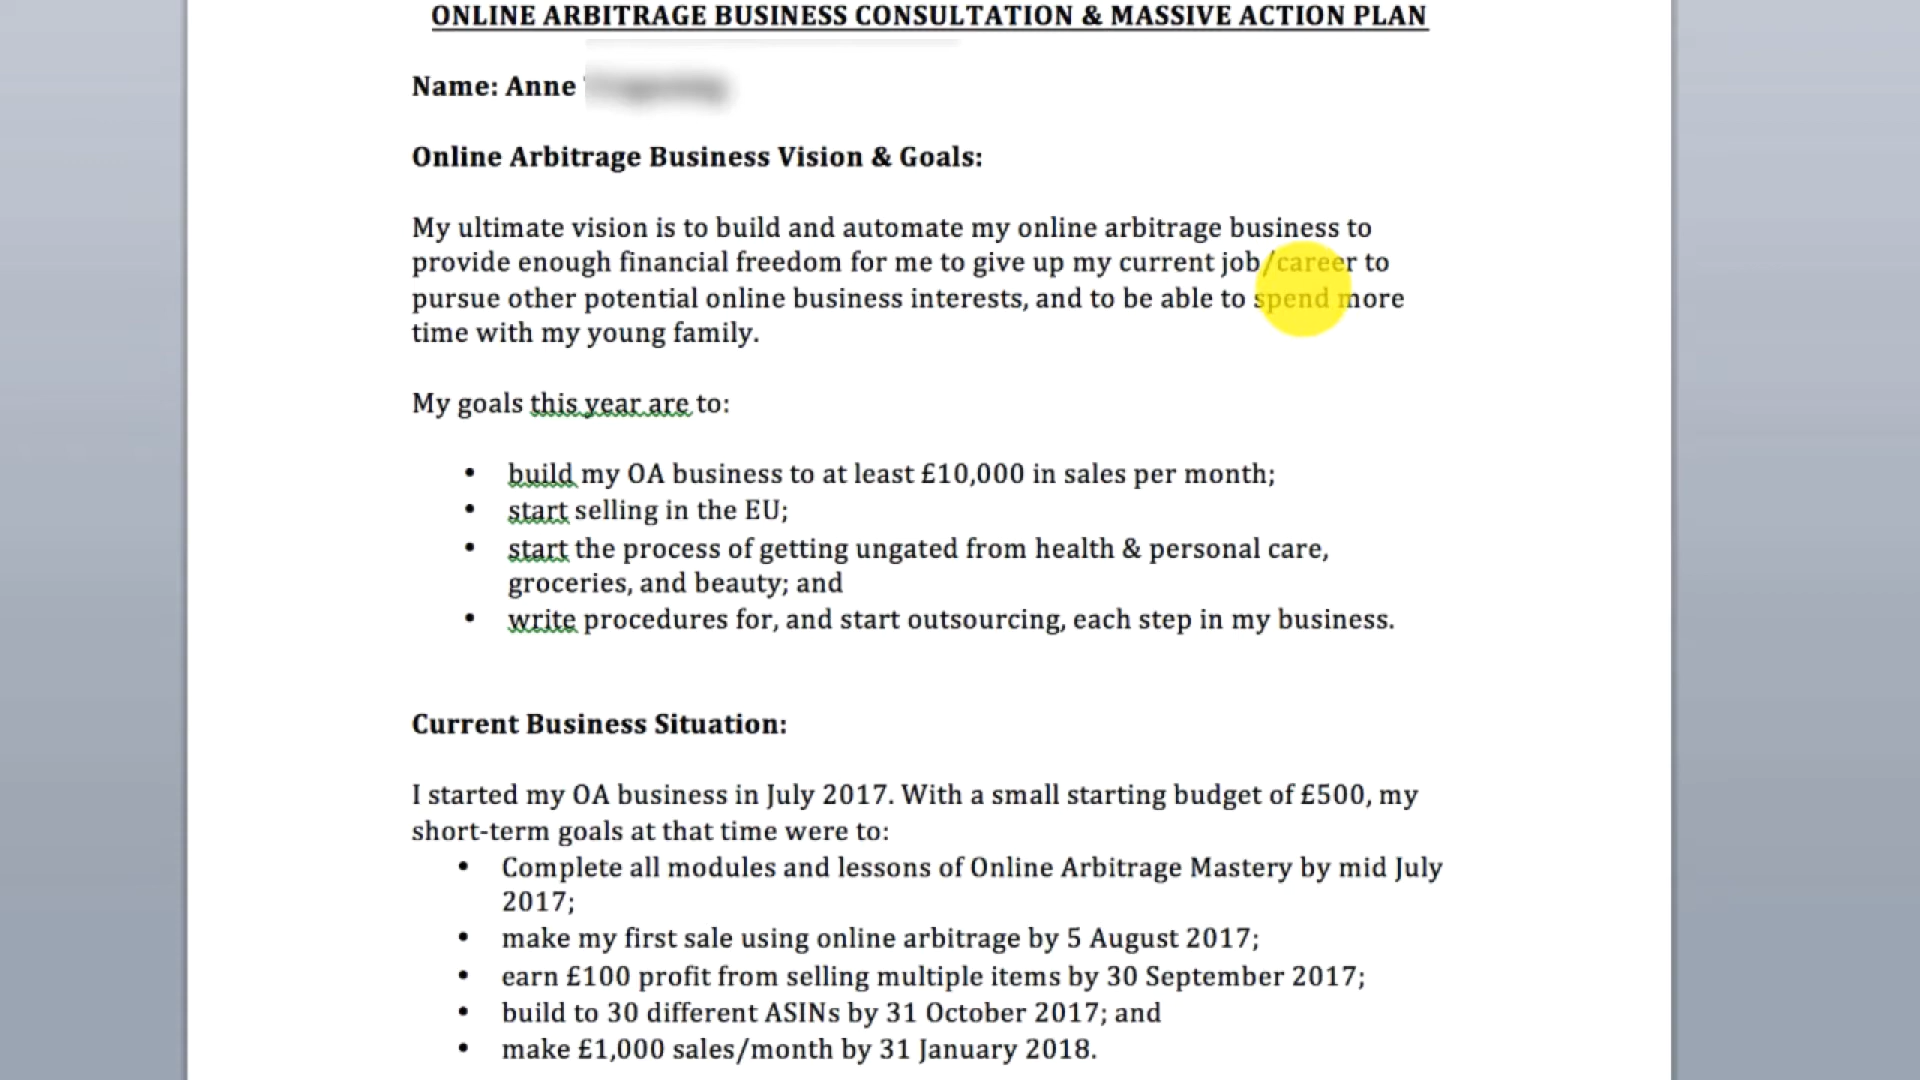 ONLINE ARBITRAGE BUSINESS CONSULTATION & MASSIVE ACTION PLAN
Name: Anne
Online Arbitrage Business Vision & Goals:
My ultimate vision is to build and automate my online arbitrage business to
provide enough financial freedom for me to give up my current job/career to
pursue other potential online business interests, and to be able to spend more
time with my young family.
My goals this year are to:
• build my OA business to at least £10,000 in sales per month;
• start selling in the EU;
• start the process of getting ungated from health & personal care,
groceries, and beauty; and
• write procedures for, and start outsourcing, each step in my business.
Current Business Situation:
I started my OA business in July 2017. With a small starting budget of £500, my
short-term goals at that time were to:
• Complete all modules and lessons of Online Arbitrage Mastery by mid July
2017;
• make my first sale using online arbitrage by 5 August 2017;
• earn £100 profit from selling multiple items by 30 September 2017;
• build to 30 different ASINs by 31 October 2017; and
• make £1,000 sales/month by 31 January 2018.